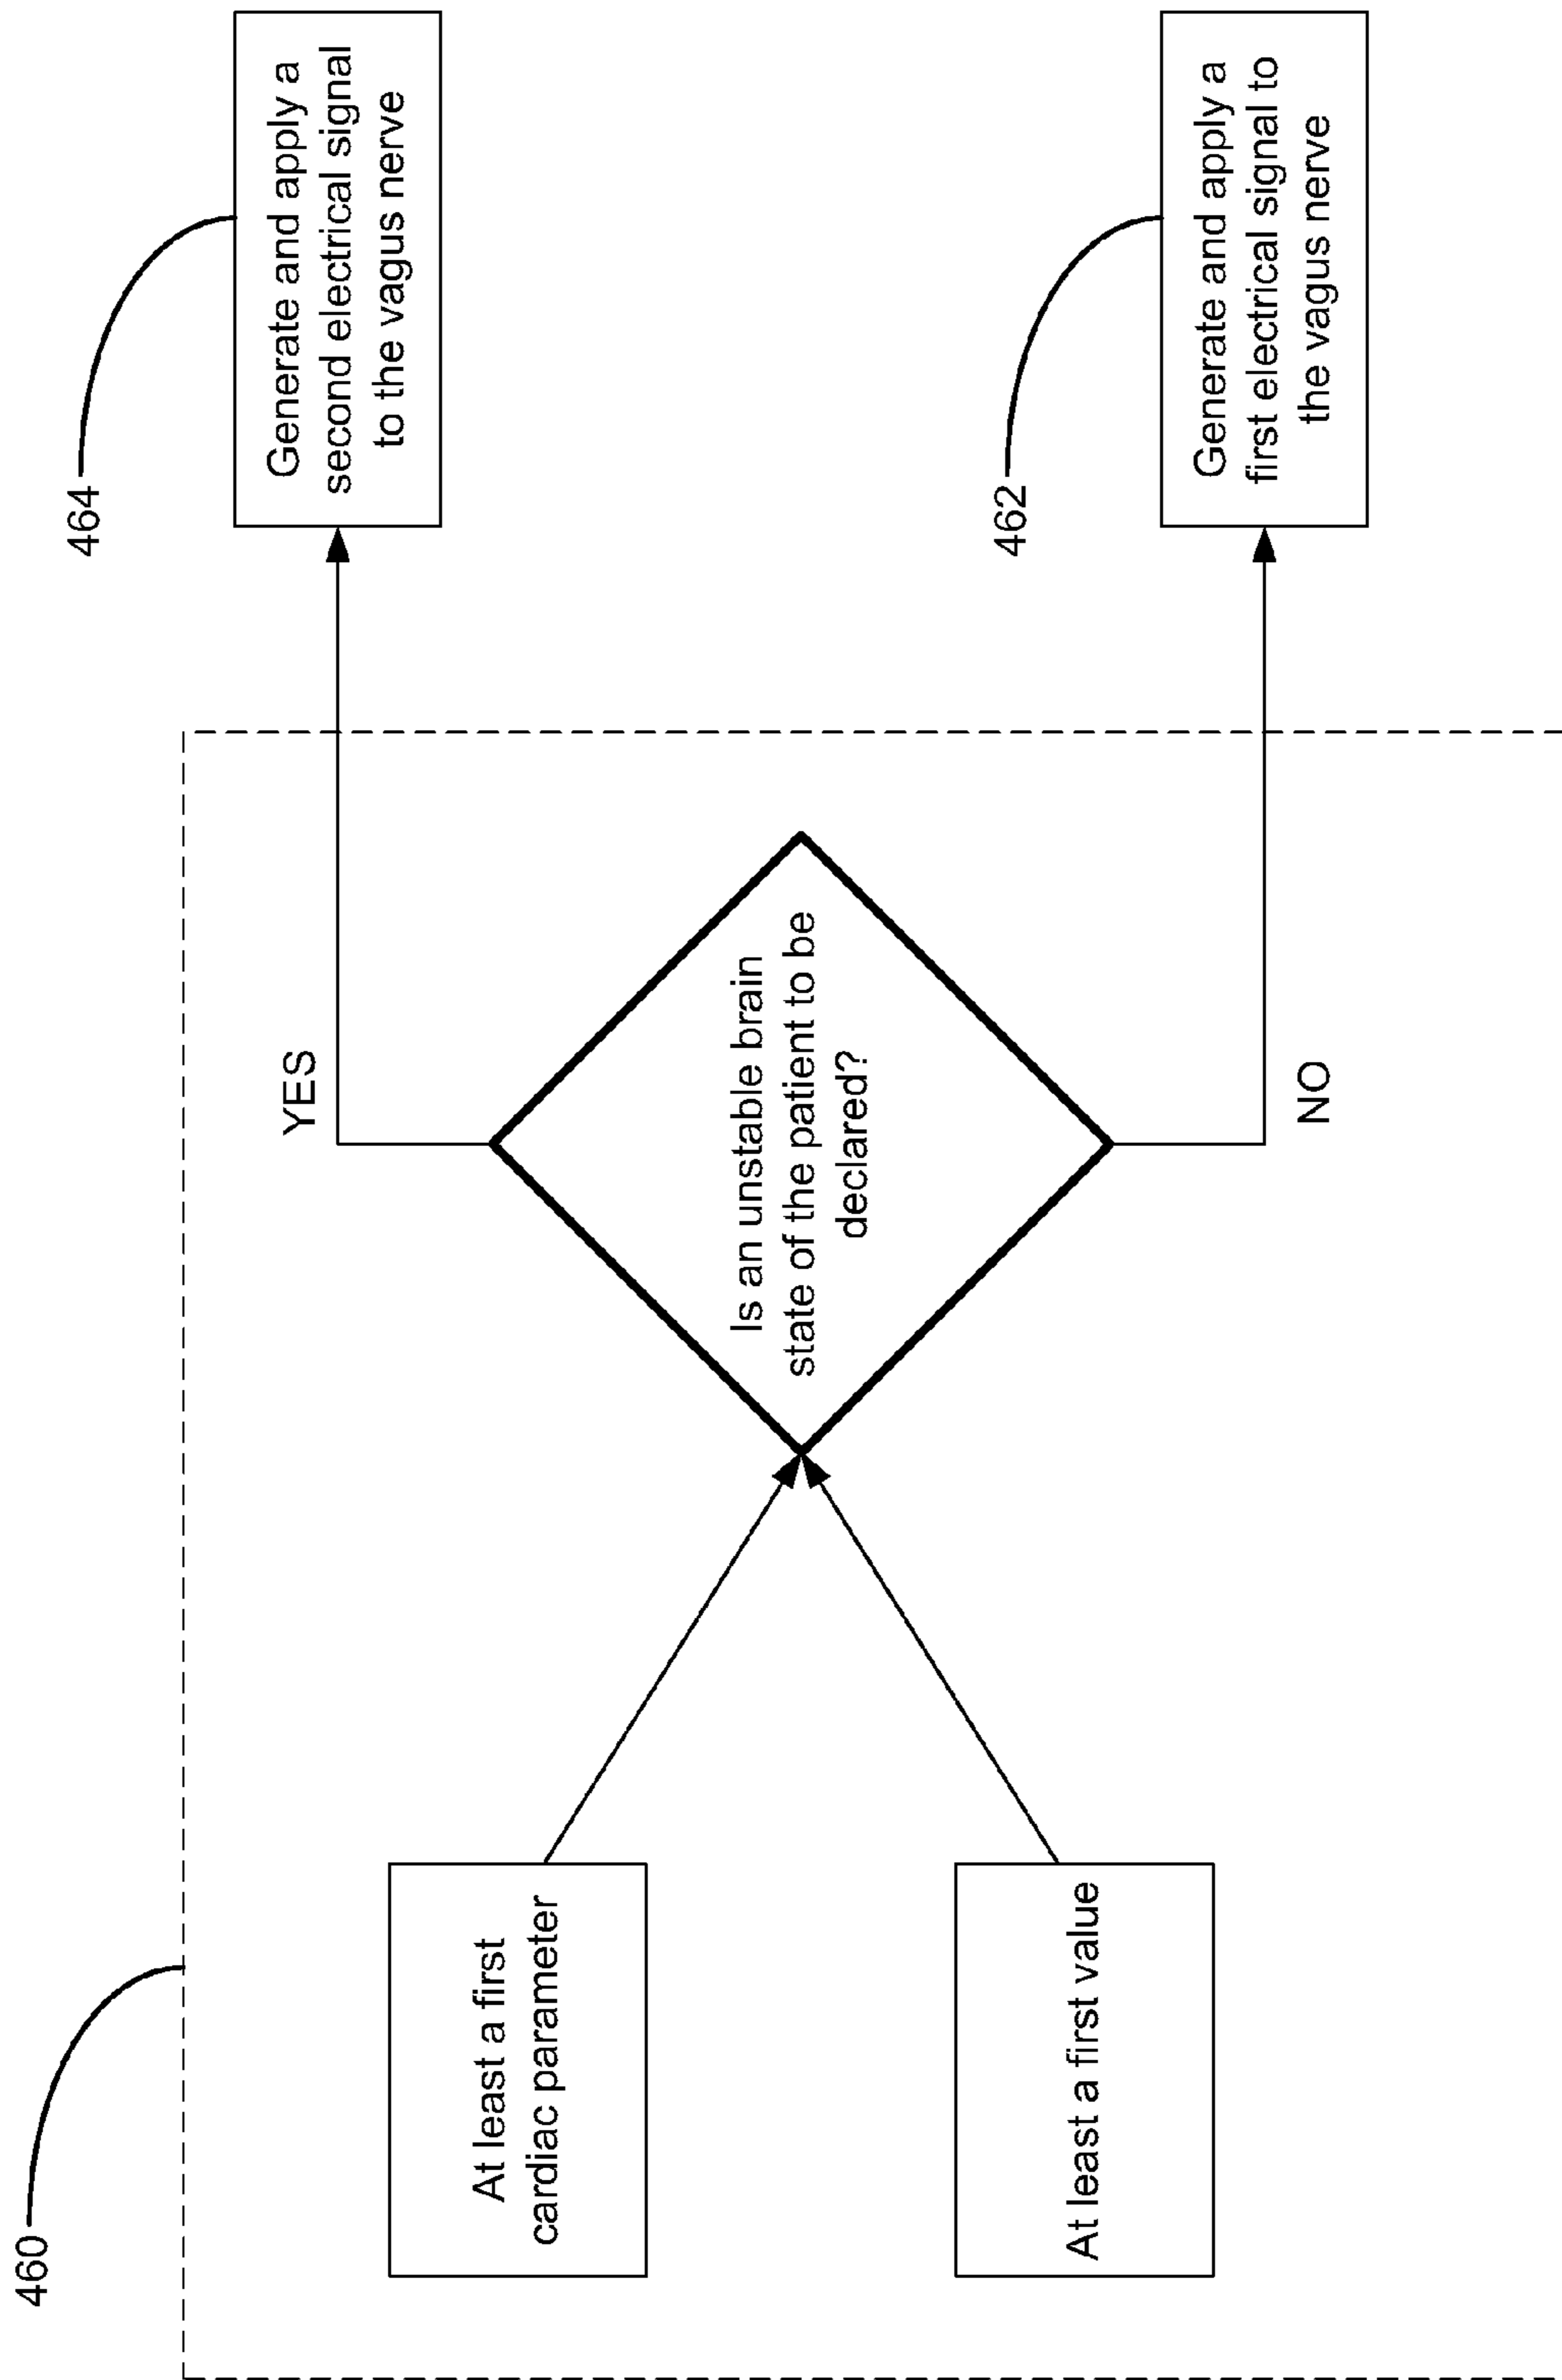 460
At least a first
cardiac parameter
At least a first value
Is an unstable brain
state of the patient to be
declared?
YES
NO
464
Generate and apply a
second electrical signal
to the vagus nerve
462
Generate and apply a
first electrical signal to
the vagus nerve